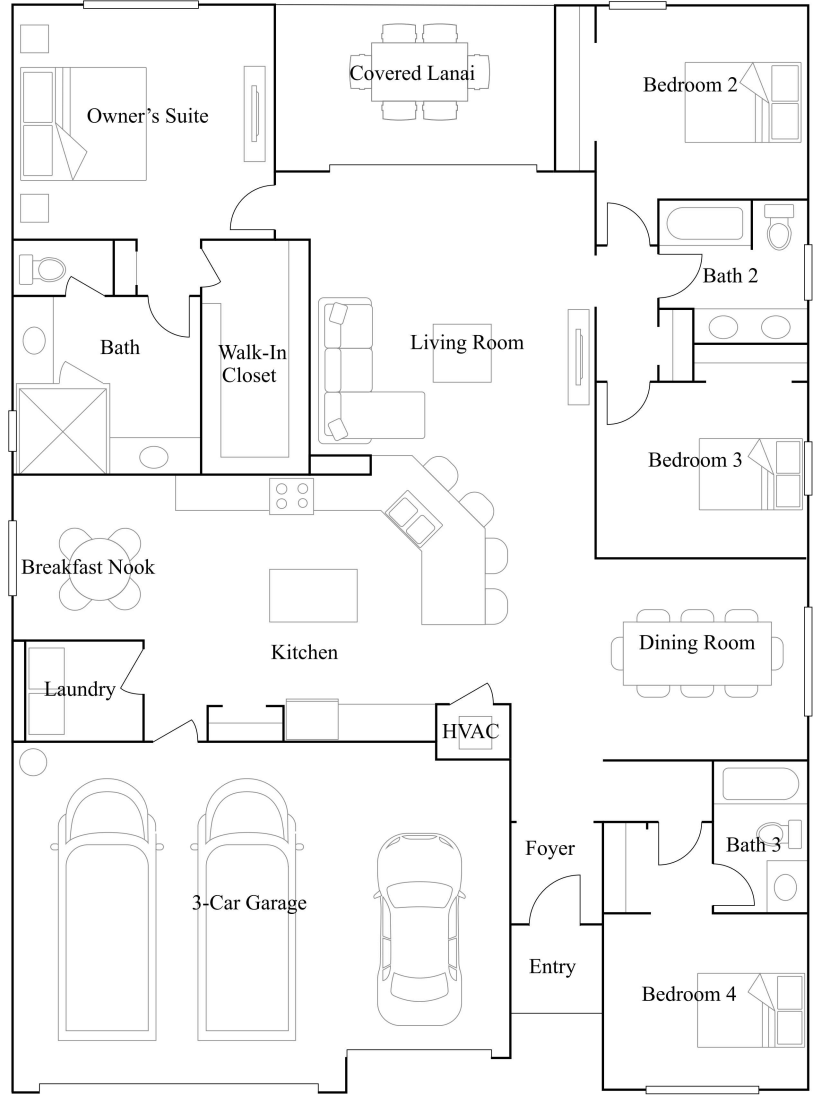 Covered Lanai
Bedroom 2
Owner's Suite
Bath 2
Bath
Walk-In
Closet
Living Room
Bedroom 3
Breakfast Nook
Kitchen
Dining Room
Laundry
HVAC
Foyer
Bath 3
3-Car Garage
Entry
Bedroom 4